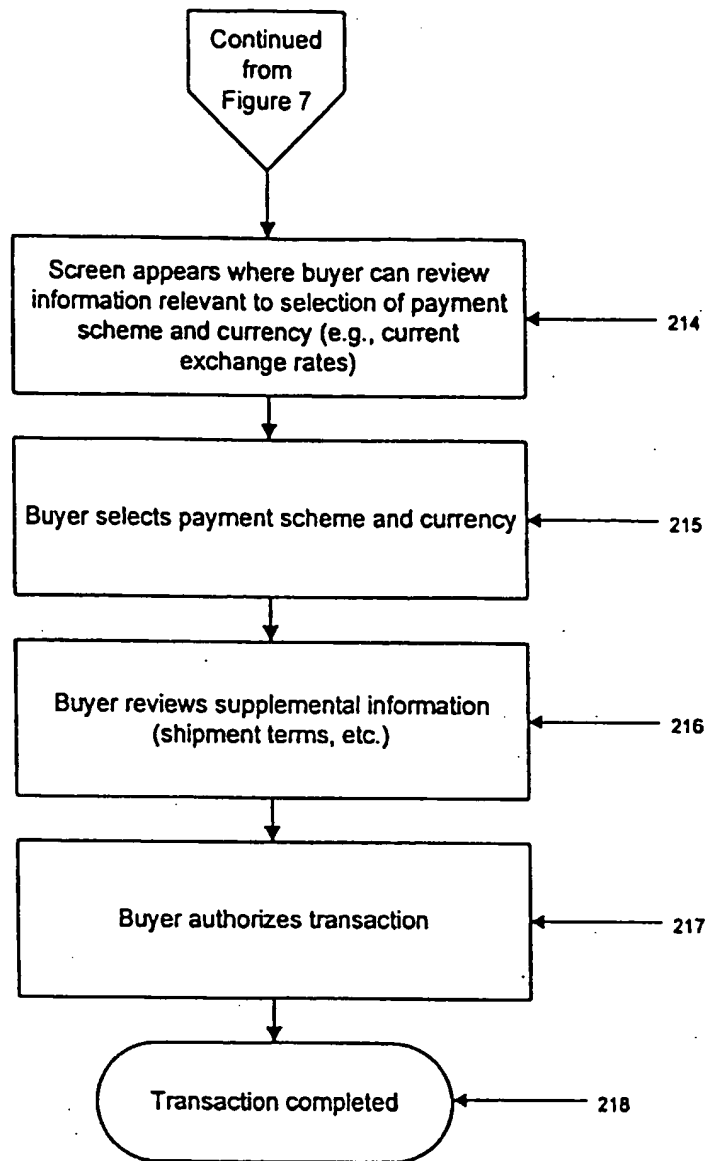 Continued
from
Figure 7
Screen appears where buyer can review
information relevant to selection of payment
scheme and currency (e.g., current
exchange rates)
214
Buyer selects payment scheme and currency
215
Buyer reviews supplemental information
(shipment terms, etc.)
216
Buyer authorizes transaction
217
Transaction completed
218